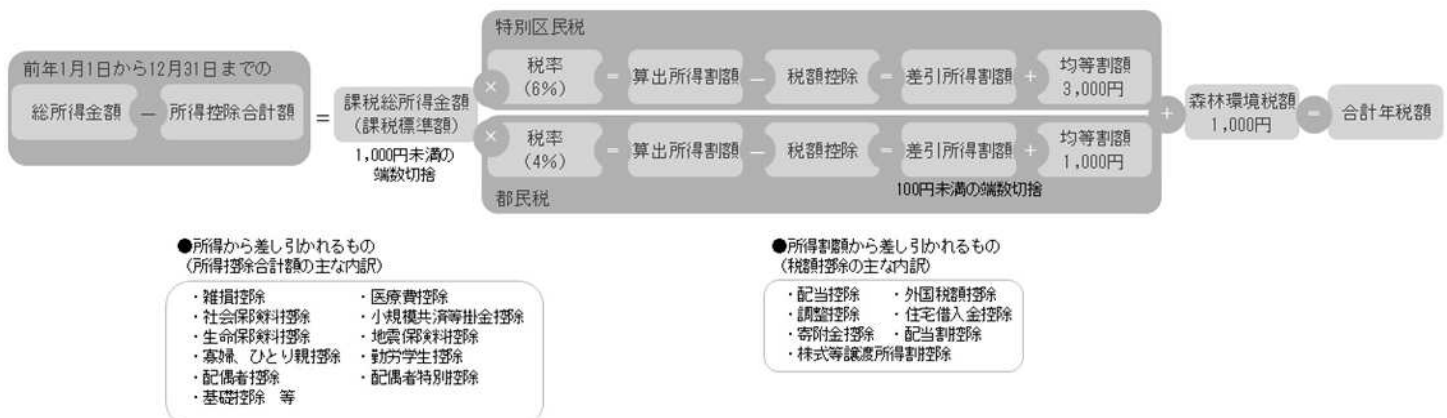 特別区民税
前年1月1日から12月31日までの
総所得金額 － 所得控除合計額
=
課税総所得金額
(課税標準額)
1,000円未満の
端数切捨
×
税率
(6%)
=
算出所得割額
－
税額控除
=
差引所得割額
+
均等割額
3,000円
×
税率
(4%)
=
算出所得割額
－
税額控除
=
差引所得割額
+
均等割額
1,000円
100円未満の端数切捨
都民税
+
森林環境税額
1,000円
=
合計年税額
●所得から差し引かれるもの
(所得控除合計額の主な内訳)
・雑損控除 ・医療費控除
・社会保険料控除 ・小規模共済等掛金控除
・生命保険料控除 ・地震保険料控除
・寡婦、ひとり親控除 ・勤労学生控除
・配偶者控除 ・配偶者特別控除
・基礎控除 等
●所得割額から差し引かれるもの
(税額控除の主な内訳)
・配当控除 ・外国税額控除
・調整控除 ・住宅借入金控除
・寄附金控除 ・配当割控除
・株式等譲渡所得割控除